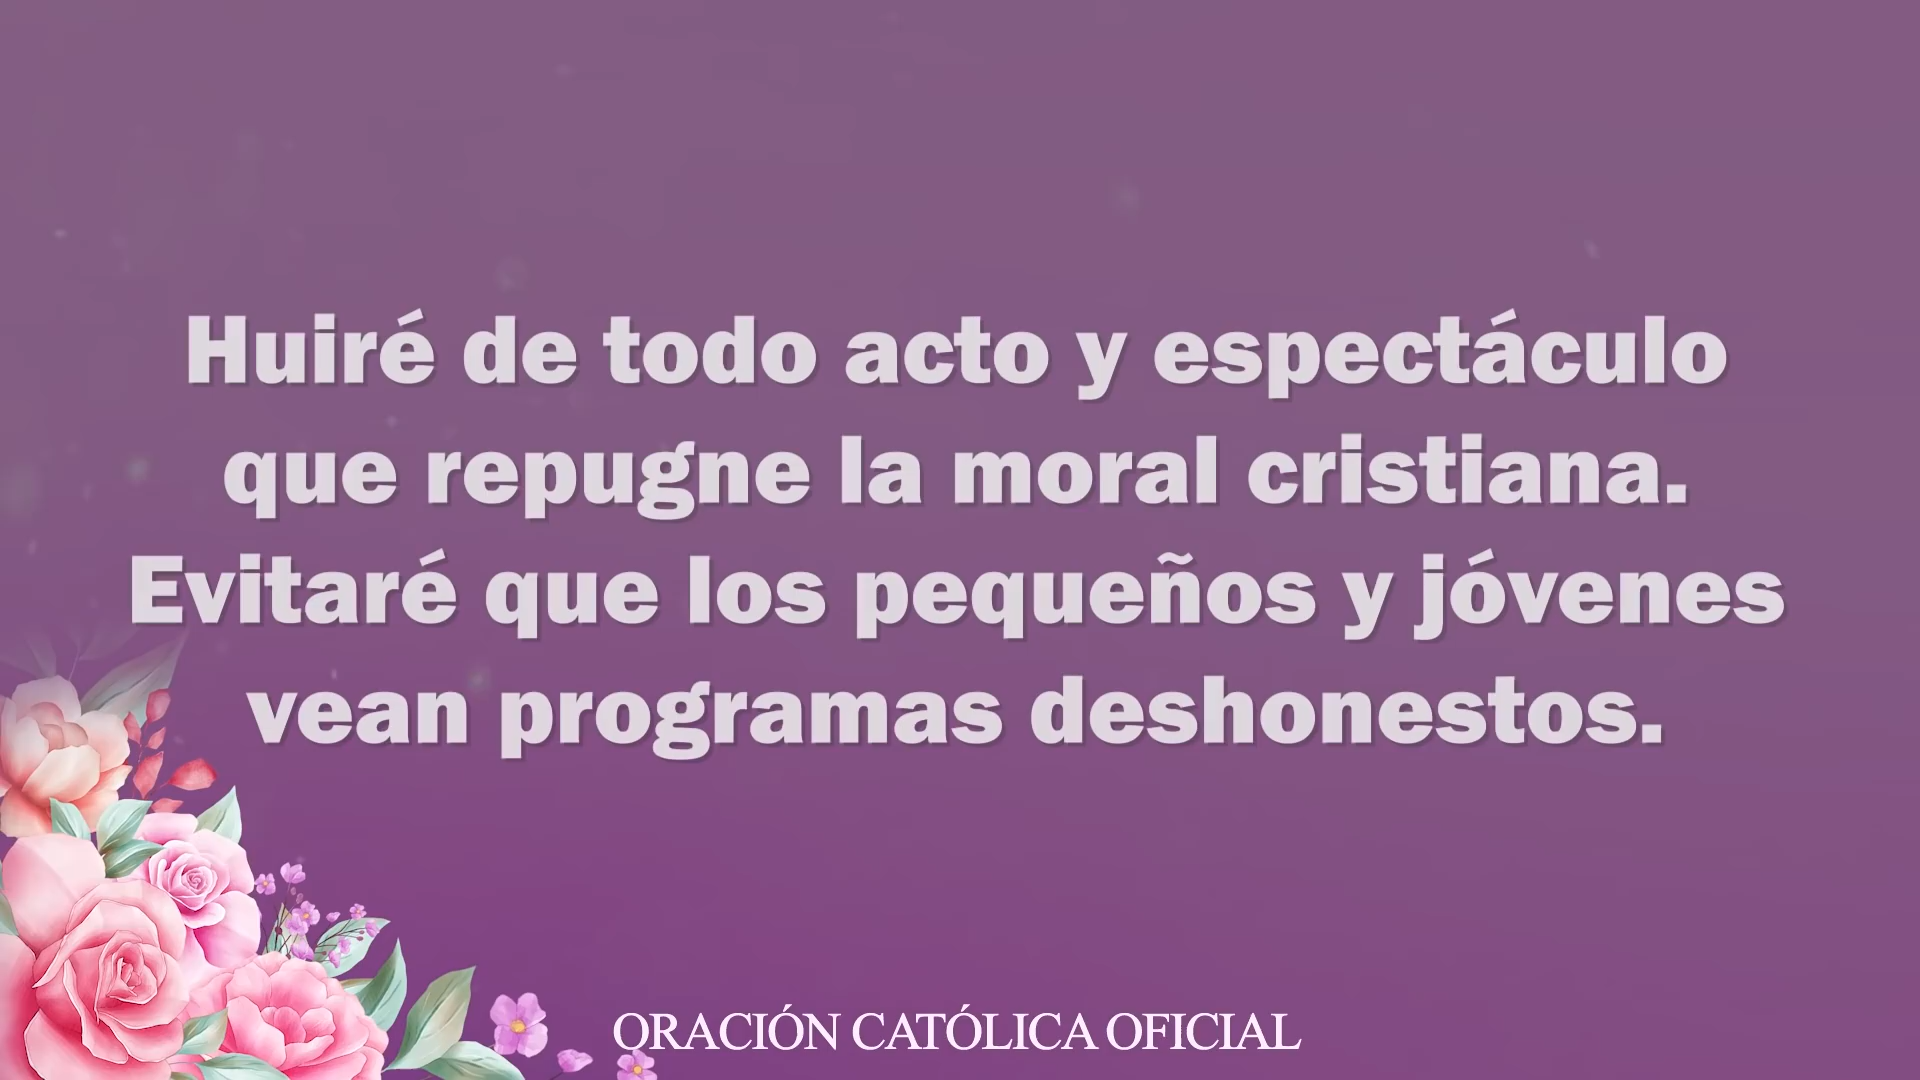 Huiré de todo acto y espectáculo
que repugne la moral cristiana.
Evitaré que los pequeños y jóvenes
vean programas deshonestos.
ORACIÓN CATÓLICA OFICIAL